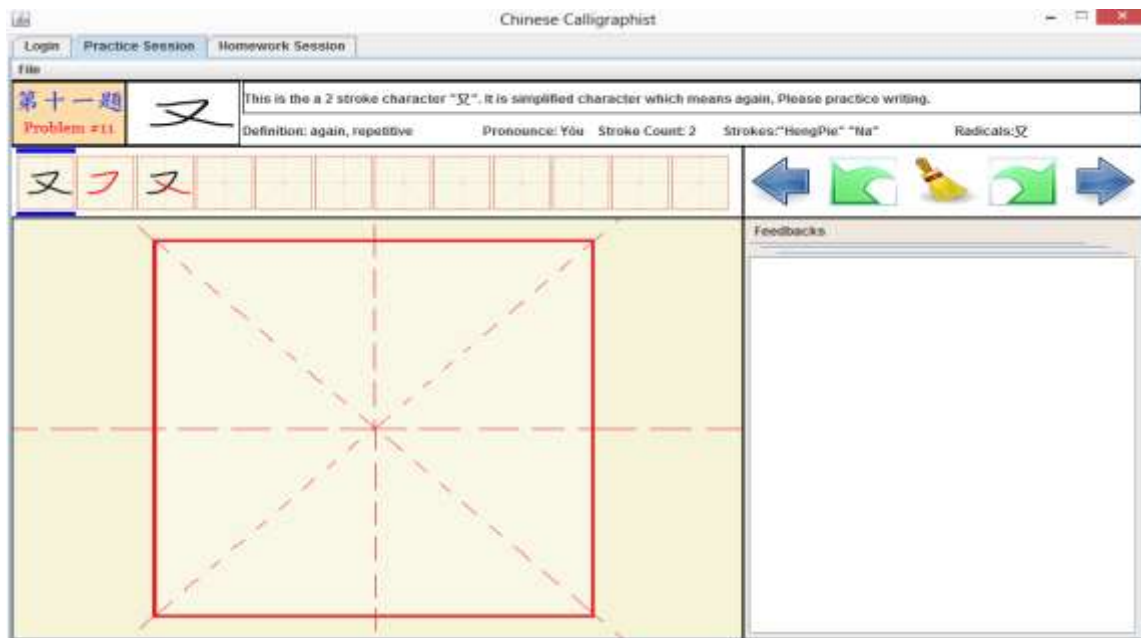 Chinese Calligraphist
Login Practice Session Homework Session
File
第十一题
Problem #11
又
This is the a 2 stroke character "又". It is simplified character which means again, Please practice writing.
Definition: again, repetitive Pronounce: Yòu Stroke Count: 2 Strokes:"HengPie" "Na" Radicals:又
又 フ 又
Feedbacks